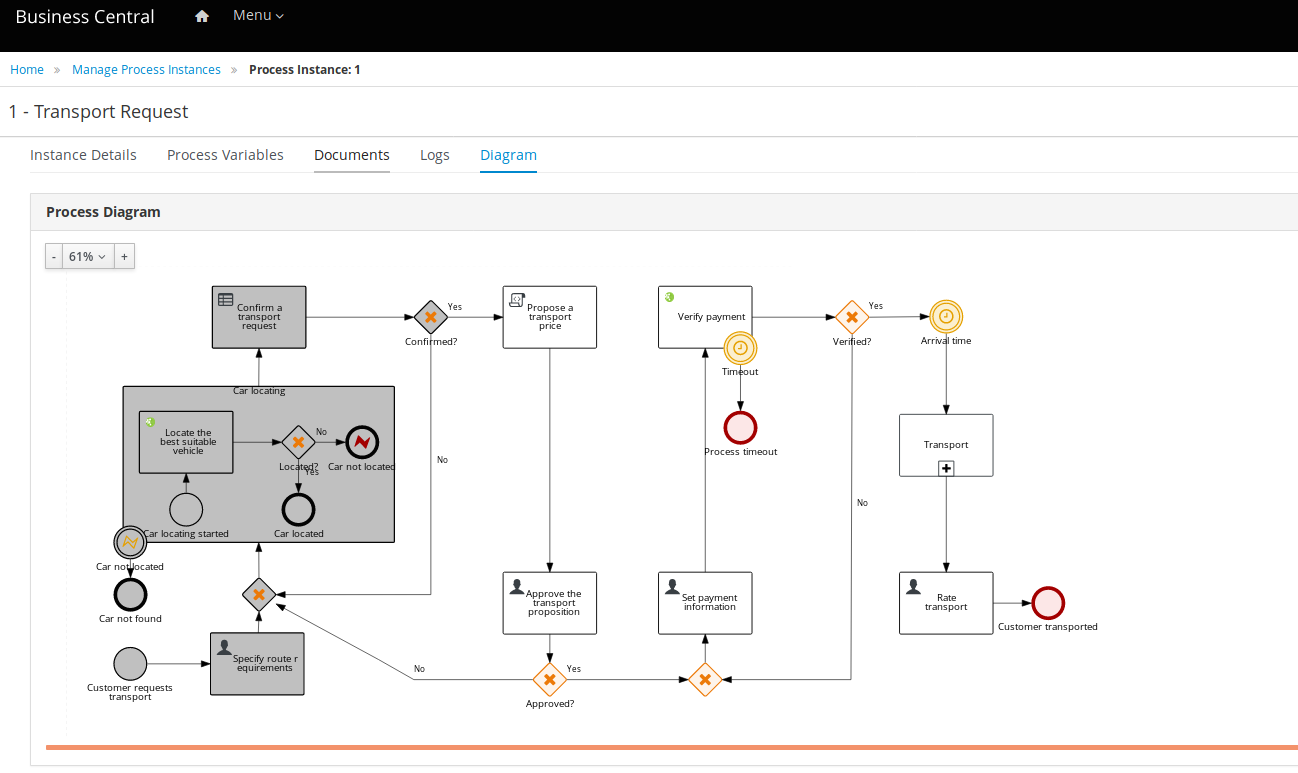 Business Central
Menu
Home » Manage Process Instances » Process Instance: 1
1 - Transport Request
Instance Details
Process Variables
Documents
Logs
Diagram
Process Diagram
- 61% +
Confirm a
transport
request
Yes
Confirmed?
Propose a
transport
price
Verify payment
Timeout
Yes
Verified?
Arrival time
Car locating
Locate the
best suitable
vehicle
No
Located?
Yes
Car not located
No
Process timeout
Transport
No
Car locating started
Car located
Car not located
Car not found
Approve the
transport
proposition
Set payment
information
Rate
transport
Customer transported
Customer requests
transport
Specify route r
equirements
No
Yes
Approved?